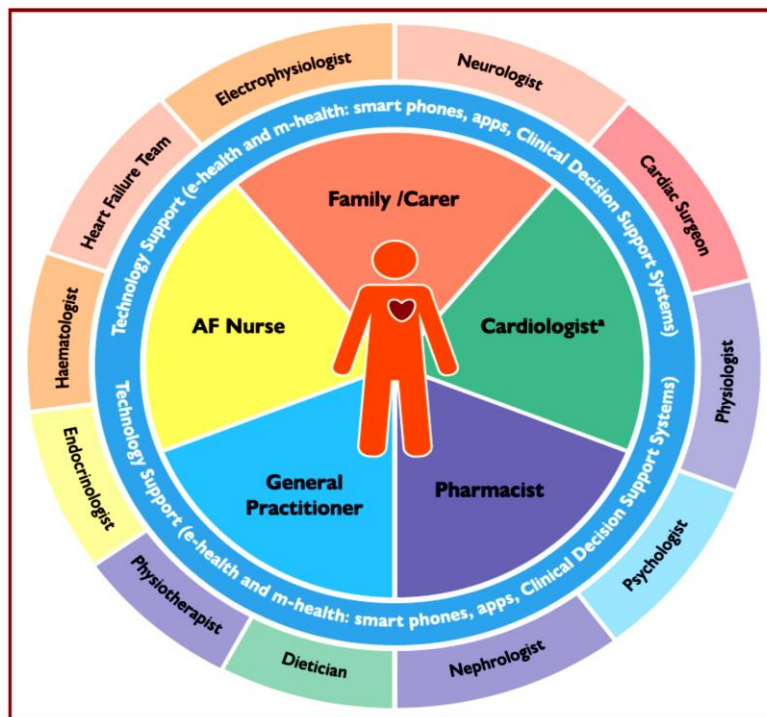 Electrophysiologist
Neurologist
Cardiac Surgeon
Physiologist
Psychologist
Nephrologist
Dietician
Physiotherapist
Endocrinologist
Haematologist
Heart Failure Team
Technology Support (e-health and m-health: smart phones, apps, Clinical Decision Support Systems)
Family /Carer
AF Nurse
Cardiologistª
General
Practitioner
Pharmacist
Technology Support (e-health and m-health: smart phones, apps, Clinical Decision Support Systems)